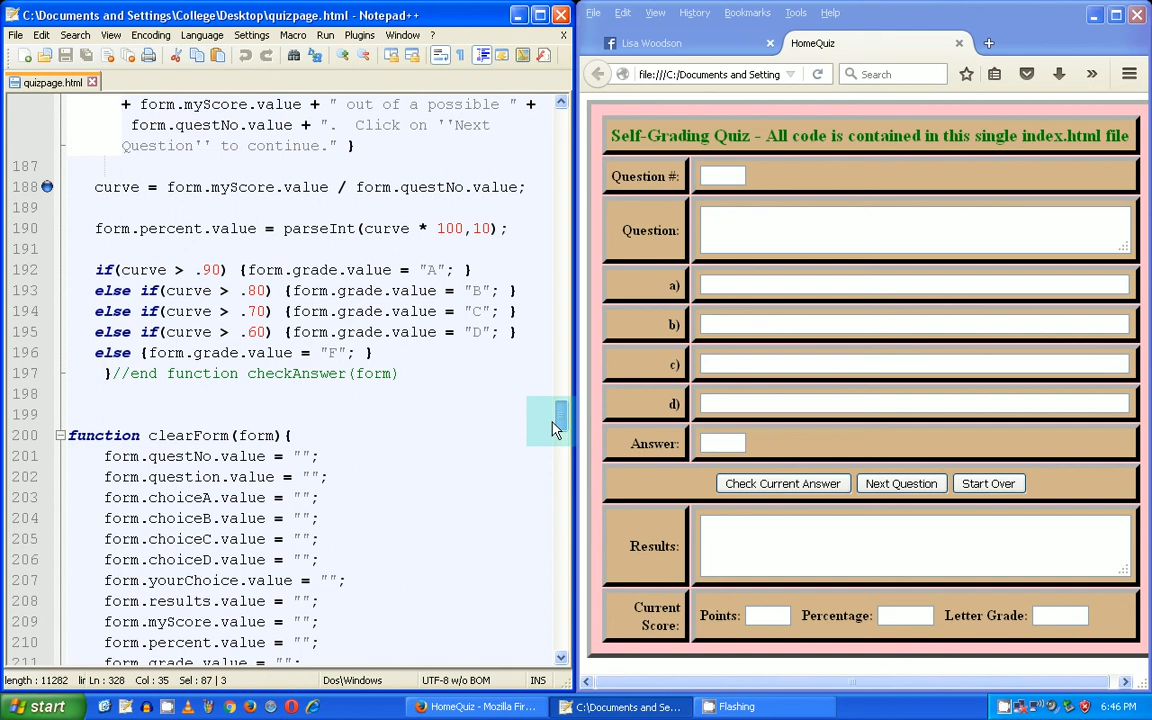 C:\Documents and Settings\College\Desktop\quizpage.html - Notepad++
File Edit Search View Encoding Language Settings Macro Run Plugins Window ? X
quizpage.html
+ form.myScore.value + " out of a possible " +
form.questNo.value + ".  Click on ''Next
Question'' to continue." }
187
188 curve = form.myScore.value / form.questNo.value;
189
190 form.percent.value = parseInt(curve * 100,10);
191
192 if(curve > .90) {form.grade.value = "A"; }
193 else if(curve > .80) {form.grade.value = "B"; }
194 else if(curve > .70) {form.grade.value = "C"; }
195 else if(curve > .60) {form.grade.value = "D"; }
196 else {form.grade.value = "F"; }
197 }//end function checkAnswer(form)
198
199
200 function clearForm(form){
201 form.questNo.value = "";
202 form.question.value = "";
203 form.choiceA.value = "";
204 form.choiceB.value = "";
205 form.choiceC.value = "";
206 form.choiceD.value = "";
207 form.yourChoice.value = "";
208 form.results.value = "";
209 form.myScore.value = "";
210 form.percent.value = "";
211 form.grade.value = "";
length : 11282 lir Ln : 328 Col : 35 Sel : 87 | 3 Dos\Windows UTF-8 w/o BOM INS
File Edit View History Bookmarks Tools Help
Lisa Woodson
HomeQuiz
file:///C:/Documents and Setting
Search
Self-Grading Quiz - All code is contained in this single index.html file
Question #:
Question:
a)
b)
c)
d)
Answer:
Check Current Answer Next Question Start Over
Results:
Current Score: Points: Percentage: Letter Grade:
start
HomeQuiz - Mozilla Fir...
C:\Documents and Se...
Flashing
6:46 PM